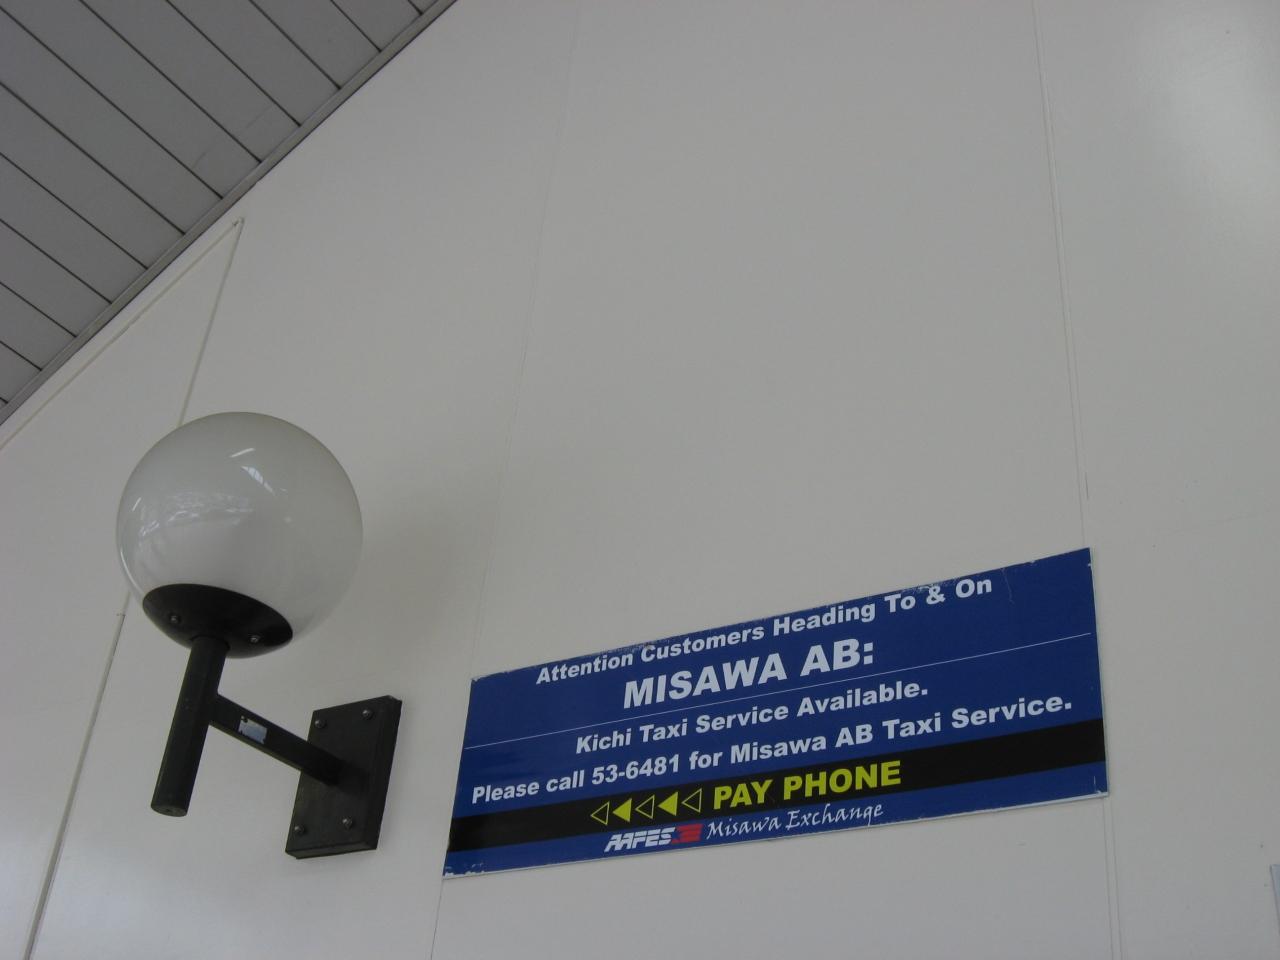 Attention Customers Heading To & On
MISAWA AB:
Kichi Taxi Service Available.
Please call 53-6481 for Misawa AB Taxi Service.
PAY PHONE
AAFES Misawa Exchange